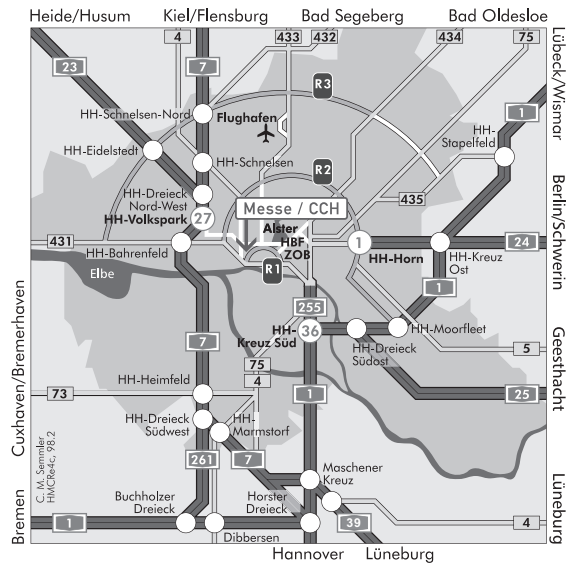 Heide/Husum
Kiel/Flensburg
Bad Segeberg
Bad Oldesloe
4
433
432
434
75
23
7
R3
1
Lübeck/Wismar
HH-Schnelsen-Nord
Flughafen
HH-
Stapelfeld
HH-Eidelstedt
HH-Schnelsen
R2
HH-Dreieck
Nord-West
435
HH-Volkspark
27
Messe / CCH
Berlin/Schwerin
Alster
431
HH-Bahrenfeld
HBF
ZOB
1
HH-Horn
24
HH-Kreuz
Ost
Elbe
R1
1
255
HH-
Kreuz Süd
36
HH-Moorfleet
HH-Dreieck
Südost
5
Geesthacht
7
75
4
Cuxhaven/Bremerhaven
HH-Heimfeld
73
1
25
HH-Dreieck
Südwest
HH-
Marmstorf
C. M. Semmler
HMCRe4c, 98.2
261
7
Maschener
Kreuz
Lüneburg
Bremen
Buchholzer
Dreieck
Horster
Dreieck
1
39
4
Dibbersen
Hannover
Lüneburg